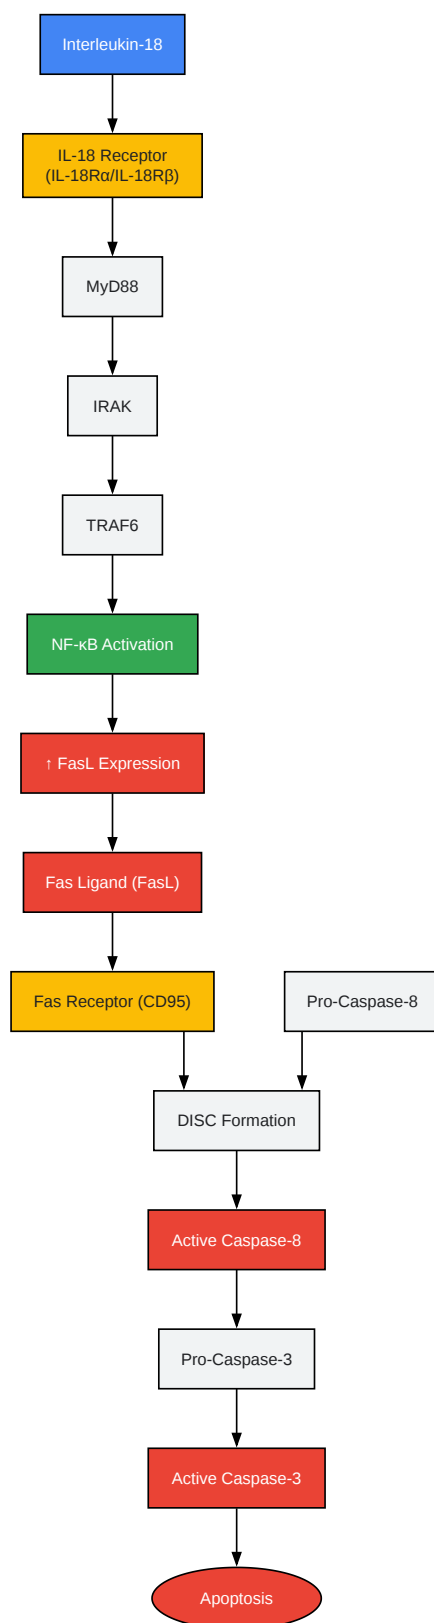 Interleukin-18
IL-18 Receptor
(IL-18Rα/IL-18Rβ)
MyD88
IRAK
TRAF6
NF-κB Activation
↑ FasL Expression
Fas Ligand (FasL)
Fas Receptor (CD95)
Pro-Caspase-8
DISC Formation
Active Caspase-8
Pro-Caspase-3
Active Caspase-3
Apoptosis